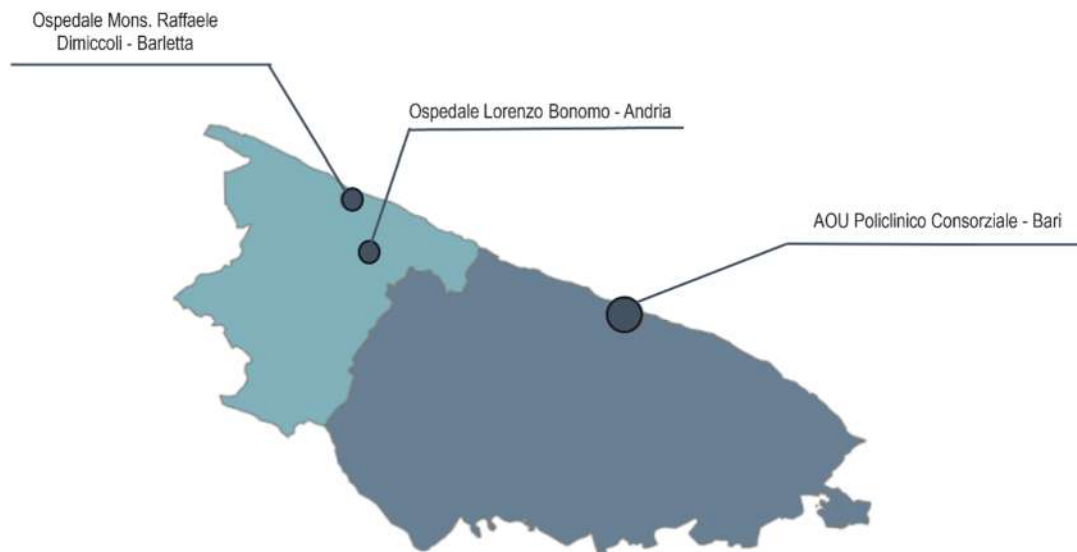 Ospedale Mons. Raffaele
Dimiccoli - Barletta
Ospedale Lorenzo Bonomo - Andria
AOU Policlinico Consorziale - Bari